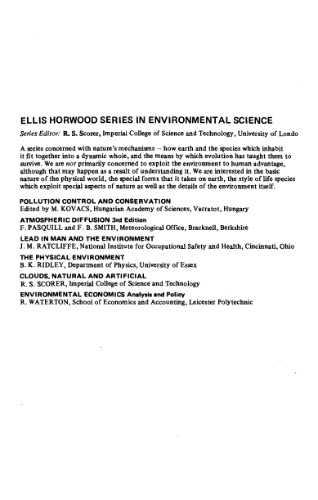 ELLIS HORWOOD SERIES IN ENVIRONMENTAL SCIENCE
Series Editor: R. S. Scorer, Imperial College of Science and Technology, University of Londo
A series concerned with nature's mechanisms – how earth and the species which inhabit
it fit together into a dynamic whole, and the means by which evolution has taught them to
survive. We are not primarily concerned to exploit the environment to human advantage,
although that may happen as a result of understanding it. We are interested in the basic
nature of the physical world, the special forms that it takes on earth, the style of life species
which exploit special aspects of nature as well as the details of the environment itself.
POLLUTION CONTROL AND CONSERVATION
Edited by M. KOVACS, Hungarian Academy of Sciences, Vacratot, Hungary
ATMOSPHERIC DIFFUSION 3rd Edition
F. PASQUILL and F. B. SMITH, Meteorological Office, Bracknell, Berkshire
LEAD IN MAN AND THE ENVIRONMENT
J. M. RATCLIFFE, National Institute for Occupational Safety and Health, Cincinnati, Ohio
THE PHYSICAL ENVIRONMENT
B. K. RIDLEY, Department of Physics, University of Essex
CLOUDS, NATURAL AND ARTIFICIAL
R. S. SCORER, Imperial College of Science and Technology
ENVIRONMENTAL ECONOMICS Analysis and Policy
R. WATERTON, School of Economics and Accounting, Leicester Polytechnic